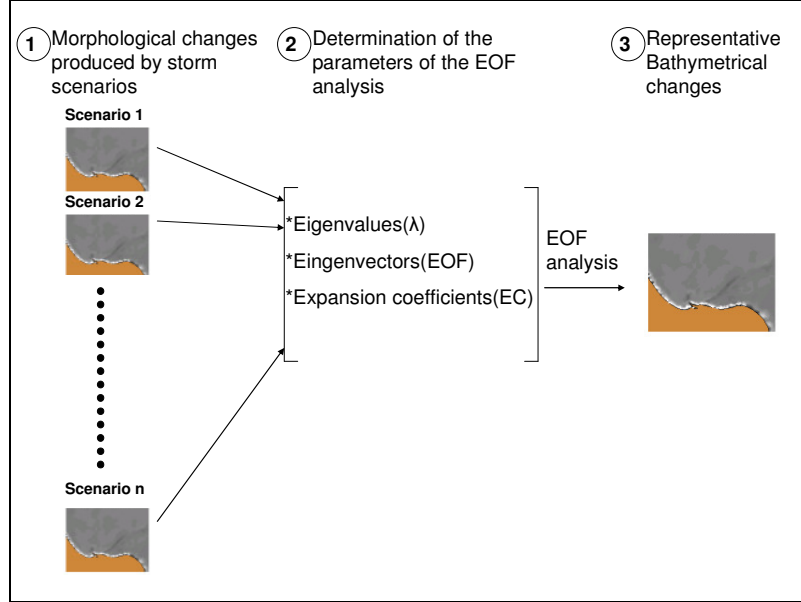 1 Morphological changes
produced by storm
scenarios
2 Determination of the
parameters of the EOF
analysis
3 Representative
Bathymetrical
changes
Scenario 1
Scenario 2
Scenario n
*Eigenvalues(λ)
*Eingenvectors(EOF)
*Expansion coefficients(EC)
EOF
analysis